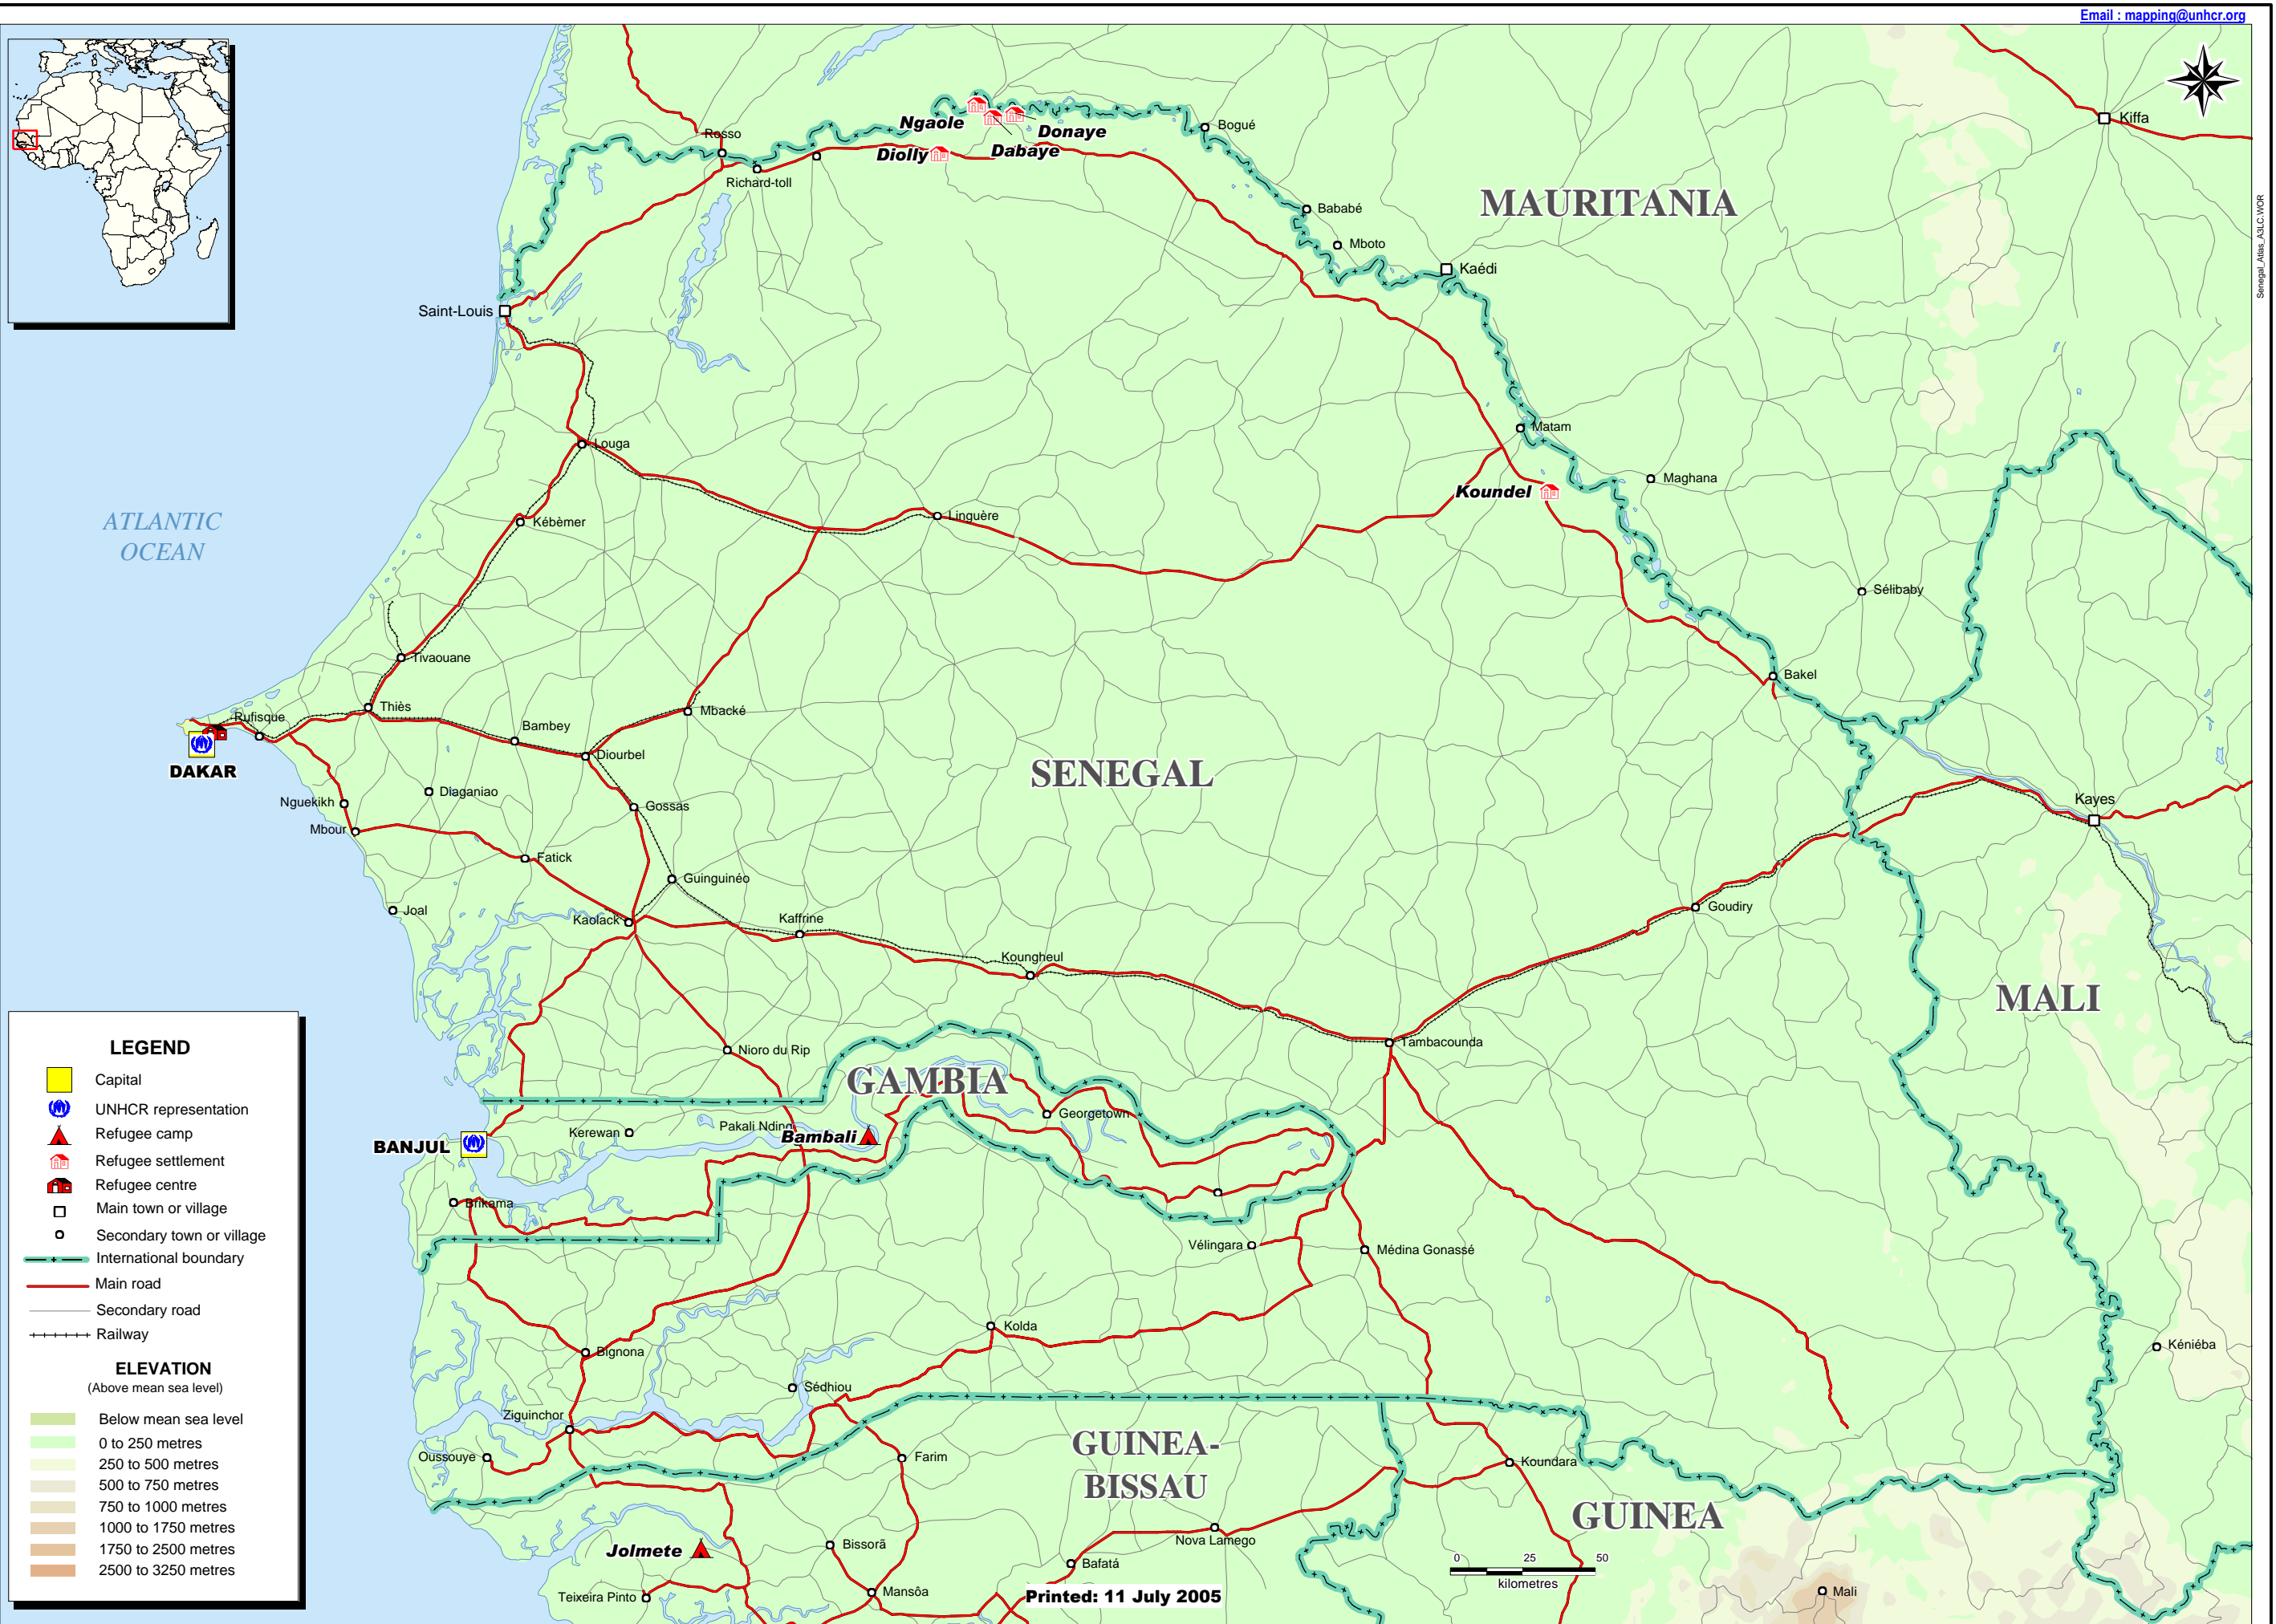 Email : mapping@unhcr.org
Senegal_Atlas_A3LC.WOR
Kiffa
Rosso
Ngaole
Donaye
Bogué
Diolly
Dabaye
Richard-toll
MAURITANIA
Bababé
Mboto
Kaédi
Saint-Louis
Matam
Louga
Maghana
Koundel
ATLANTIC
OCEAN
Kébèmer
Linguère
Sélibaby
Tivaouane
Bakel
Thiès
Mbacké
Rufisque
Bambey
Diourbel
DAKAR
SENEGAL
Diaganiao
Nguekikh
Gossas
Kayes
Mbour
Fatick
Guinguinéo
Joal
Kaolack
Kaffrine
Goudiry
Koungheul
MALI
Tambacounda
Nioro du Rip
GAMBIA
Georgetown
Kerewan
Pakali Nding
Bambali
BANJUL
Brikama
Vélingara
Médina Gonassé
Kolda
Kéniéba
Bignona
Sédhiou
Ziguinchor
Oussouye
Farim
GUINEA-
BISSAU
Koundara
GUINEA
Nova Lamego
Jolmete
Bissorã
Bafatá
Mansôa
Teixeira Pinto
Mali
0 25 50
kilometres
Printed: 11 July 2005
LEGEND
Capital
UNHCR representation
Refugee camp
Refugee settlement
Refugee centre
Main town or village
Secondary town or village
International boundary
Main road
Secondary road
Railway
ELEVATION
(Above mean sea level)
Below mean sea level
0 to 250 metres
250 to 500 metres
500 to 750 metres
750 to 1000 metres
1000 to 1750 metres
1750 to 2500 metres
2500 to 3250 metres